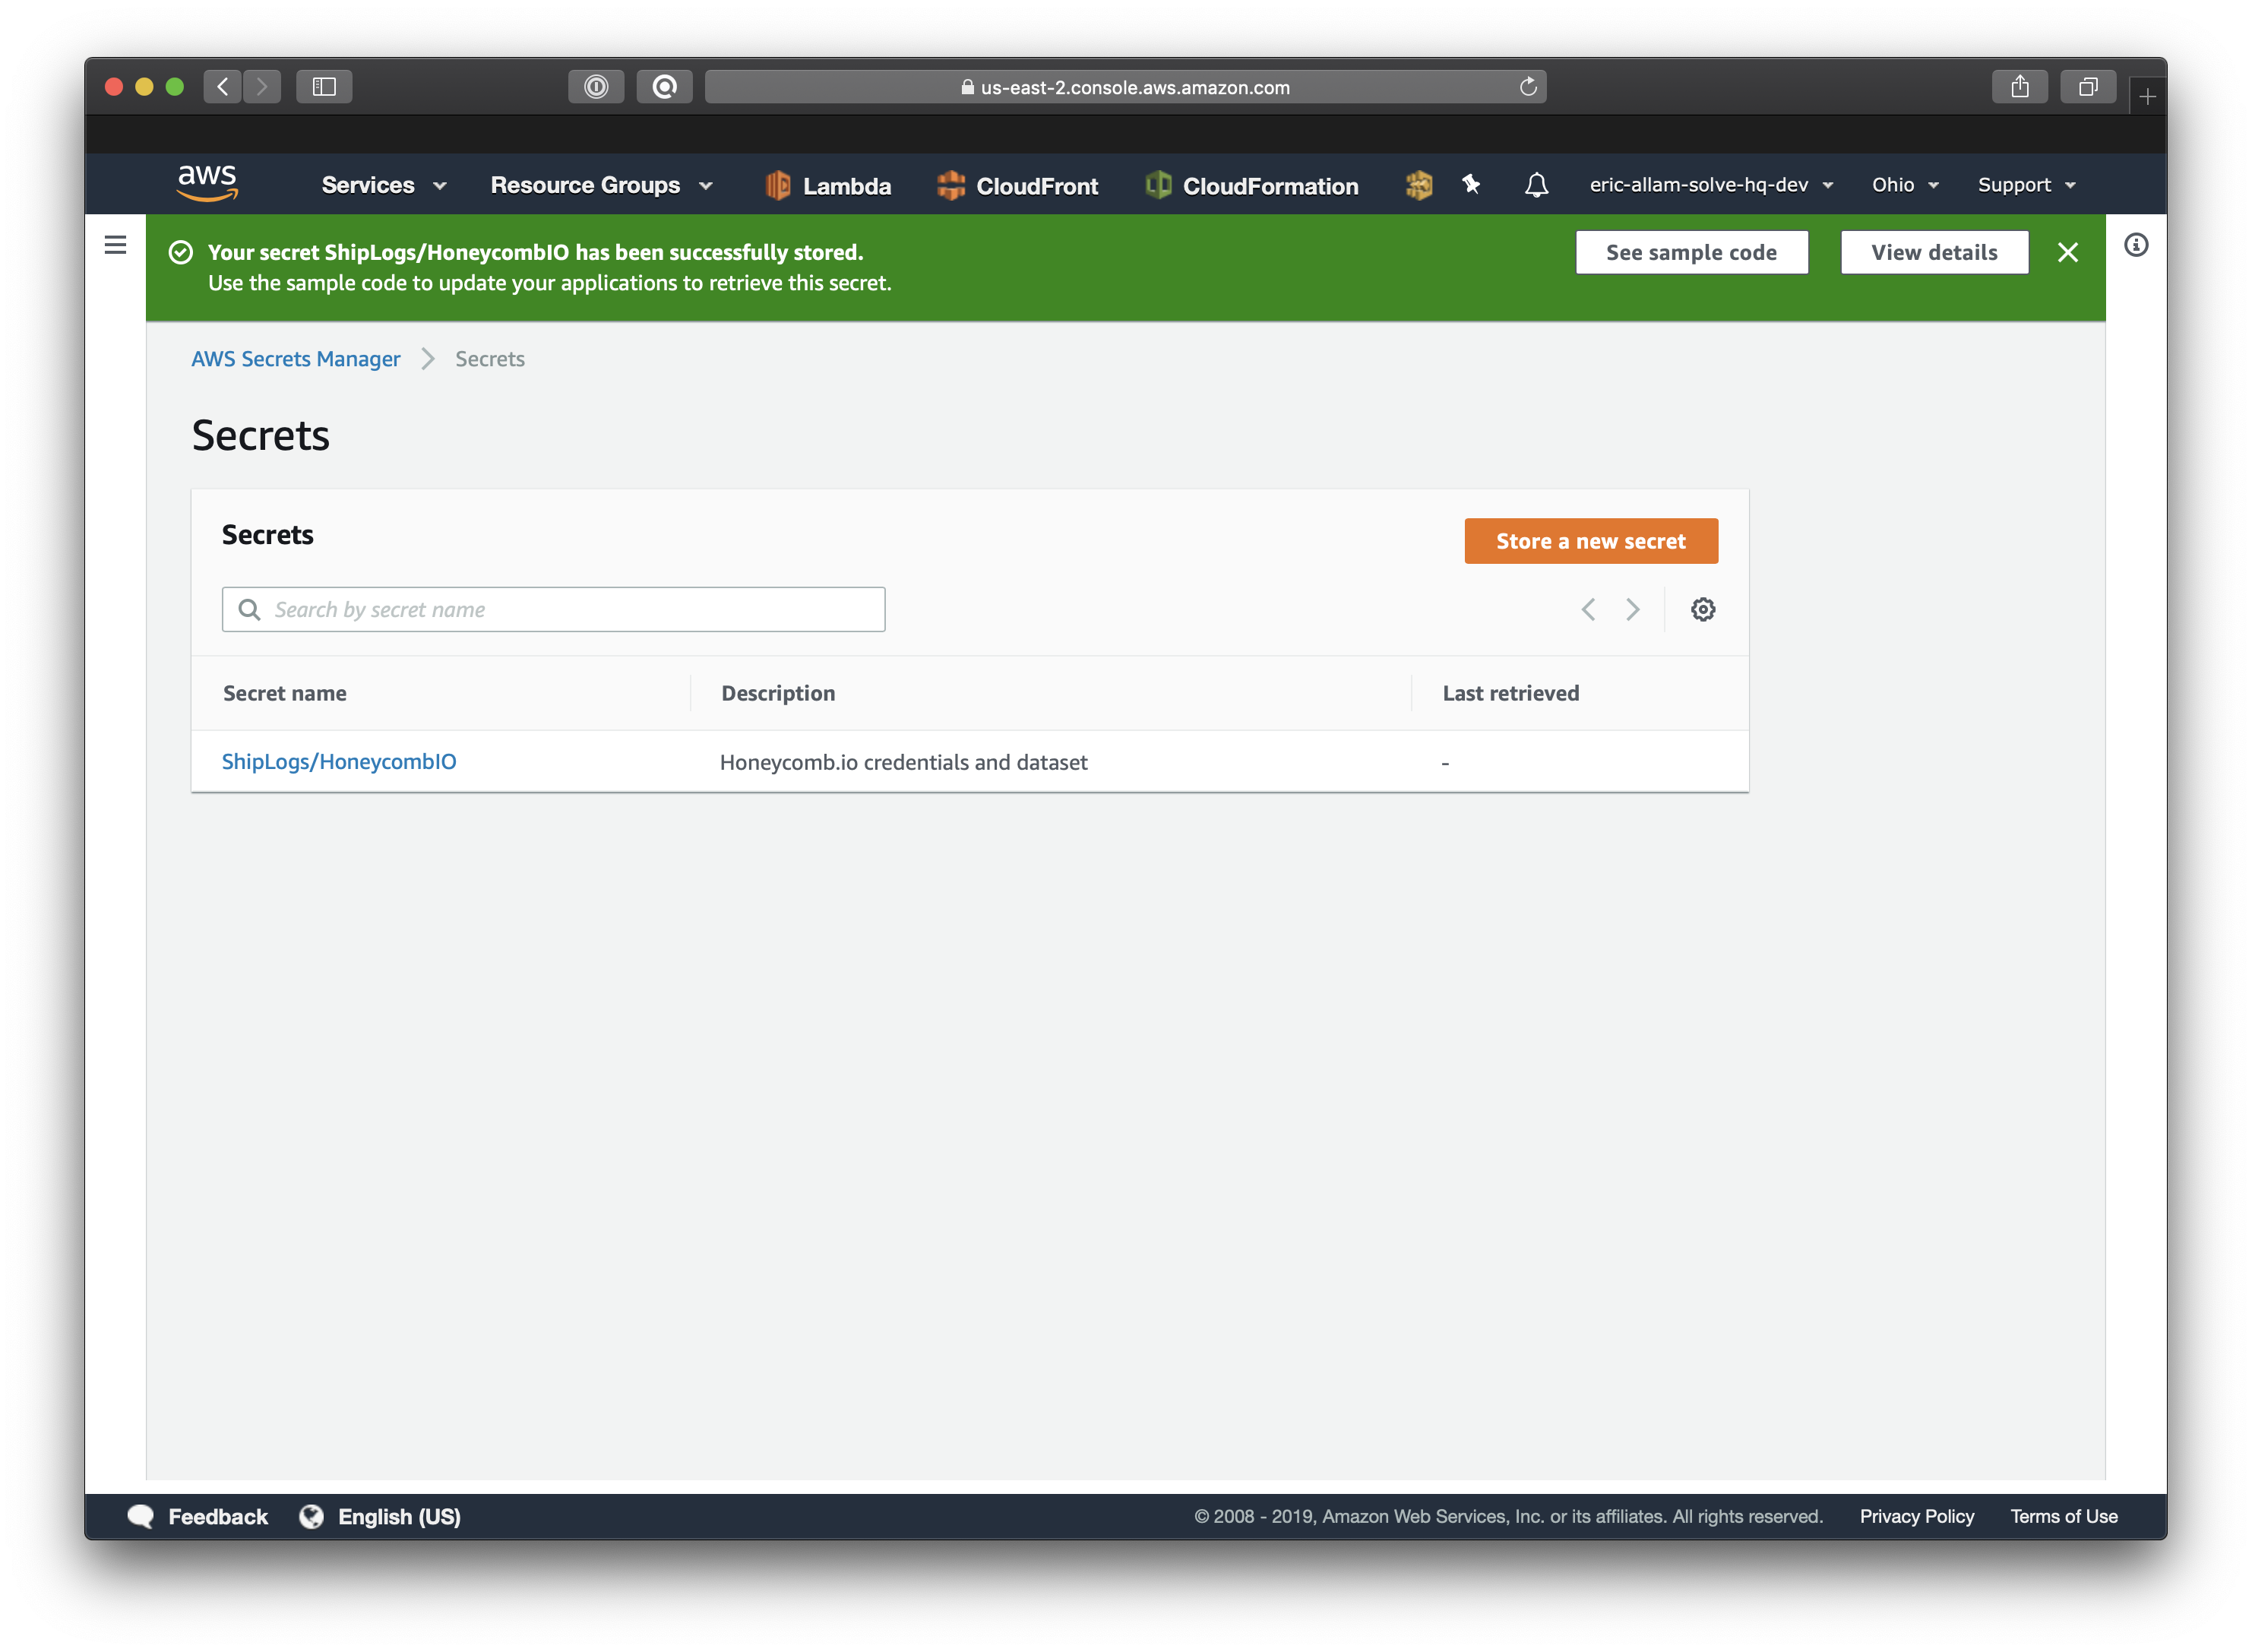 us-east-2.console.aws.amazon.com
aws Services Resource Groups Lambda CloudFront CloudFormation eric-allam-solve-hq-dev Ohio Support
Your secret ShipLogs/HoneycombIO has been successfully stored. See sample code View details
Use the sample code to update your applications to retrieve this secret.
AWS Secrets Manager Secrets
Secrets
Secrets Store a new secret
Search by secret name
Secret name Description Last retrieved
ShipLogs/HoneycombIO Honeycomb.io credentials and dataset -
Feedback English (US) © 2008 - 2019, Amazon Web Services, Inc. or its affiliates. All rights reserved. Privacy Policy Terms of Use